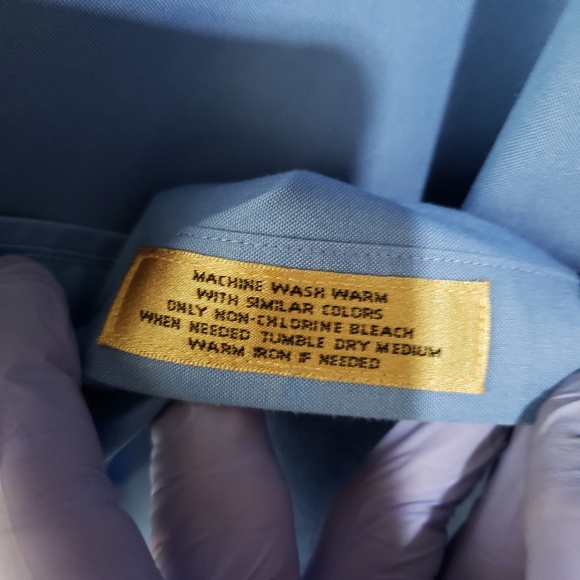 MACHINE WASH WARM
WITH SIMILAR COLORS
ONLY NON-CHLORINE BLEACH
WHEN NEEDED TUMBLE DRY MEDIUM
WARM IRON IF NEEDED